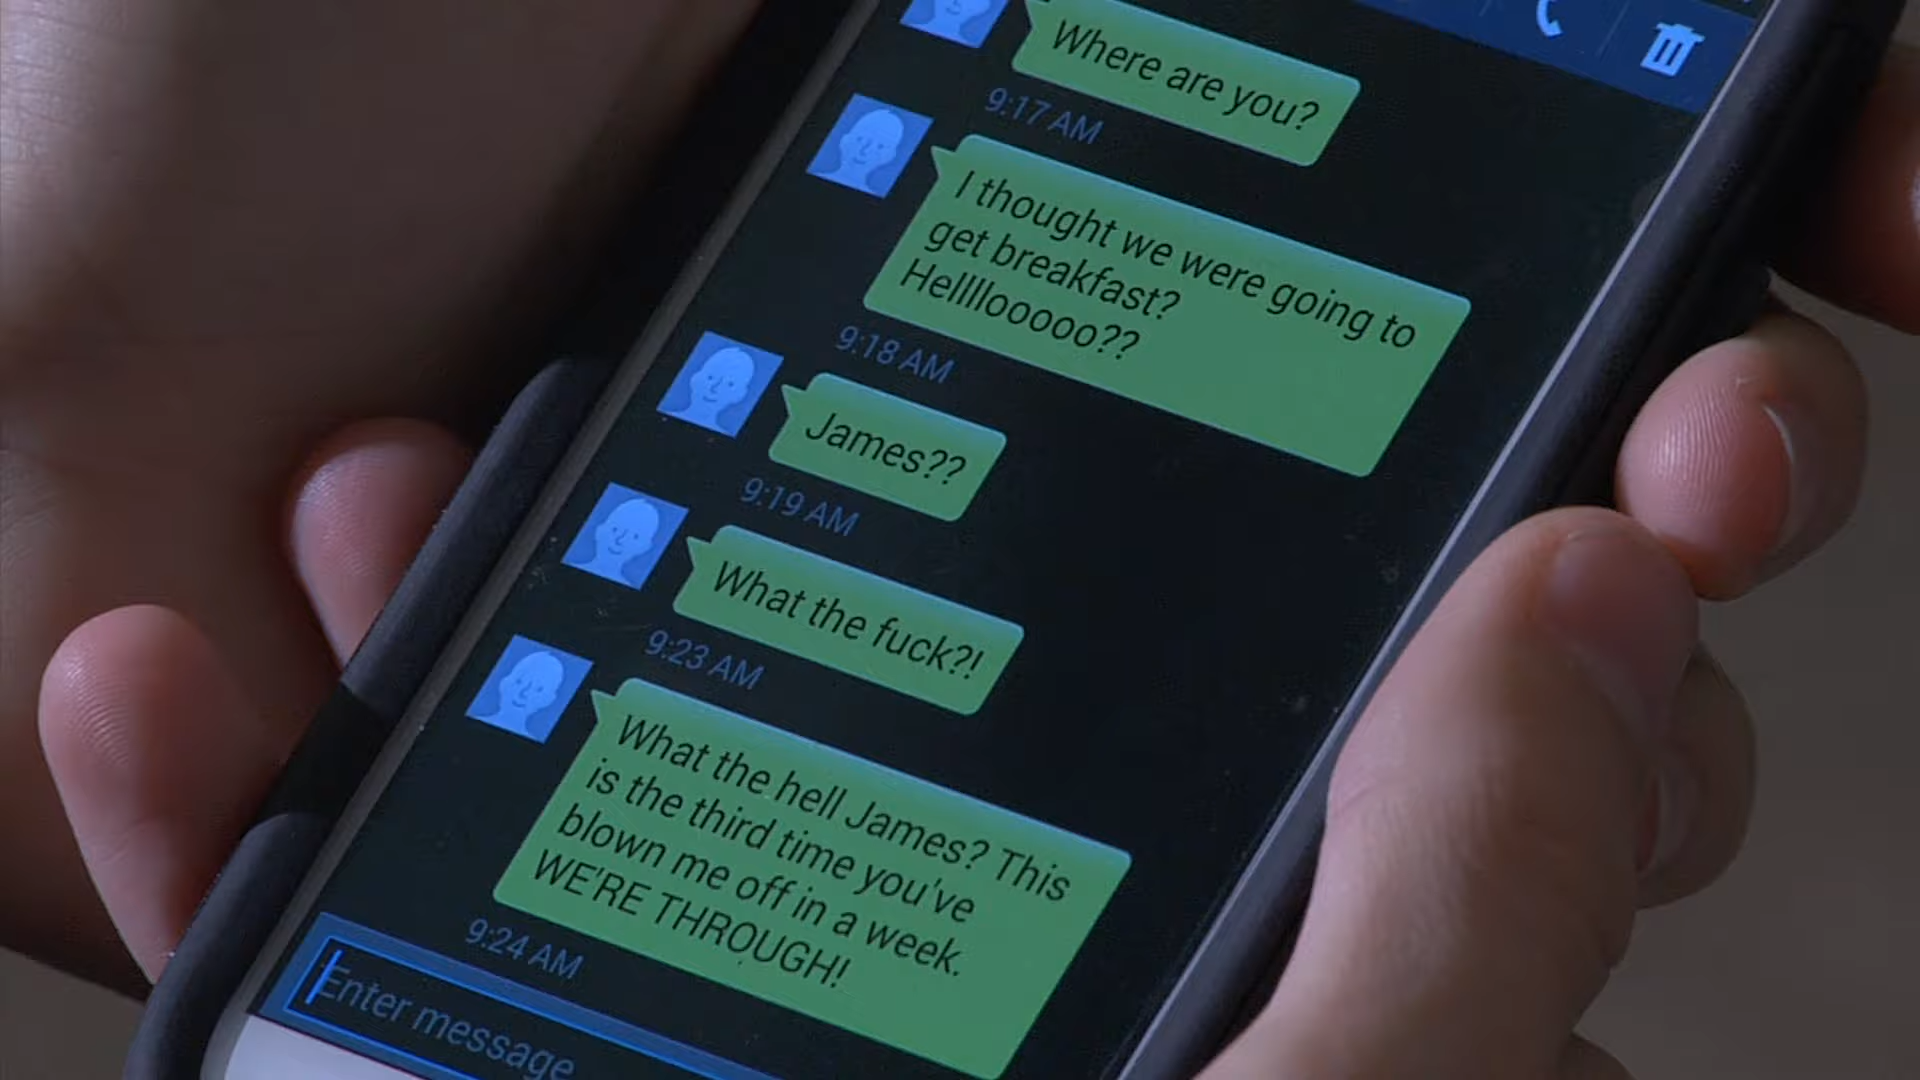 Where are you?
9:17 AM
I thought we were going to
get breakfast?
Hellllooooo??
9:18 AM
James??
9:19 AM
What the fuck?!
9:23 AM
What the hell James? This
is the third time you've
blown me off in a week.
WE'RE THROUGH!
9:24 AM
Enter message